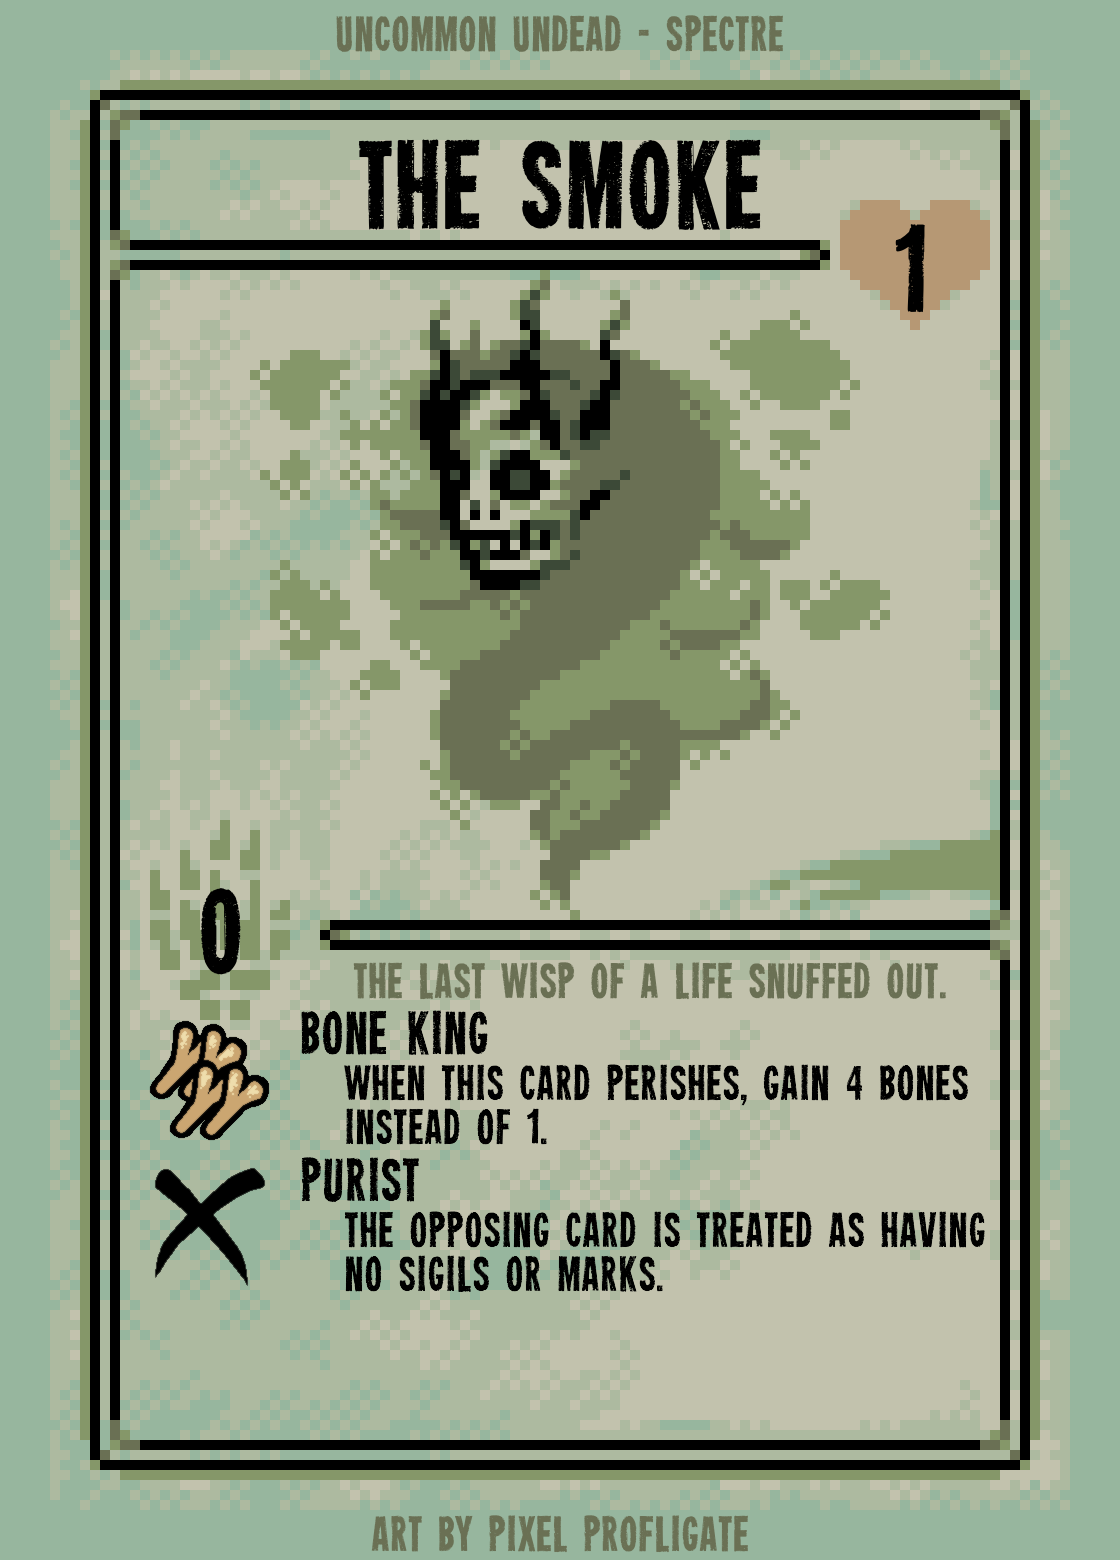 UNCOMMON UNDEAD - SPECTRE
THE SMOKE
1
0
THE LAST WISP OF A LIFE SNUFFED OUT.
BONE KING
WHEN THIS CARD PERISHES, GAIN 4 BONES
INSTEAD OF 1.
PURIST
THE OPPOSING CARD IS TREATED AS HAVING
NO SIGILS OR MARKS.
ART BY PIXEL PROFLIGATE